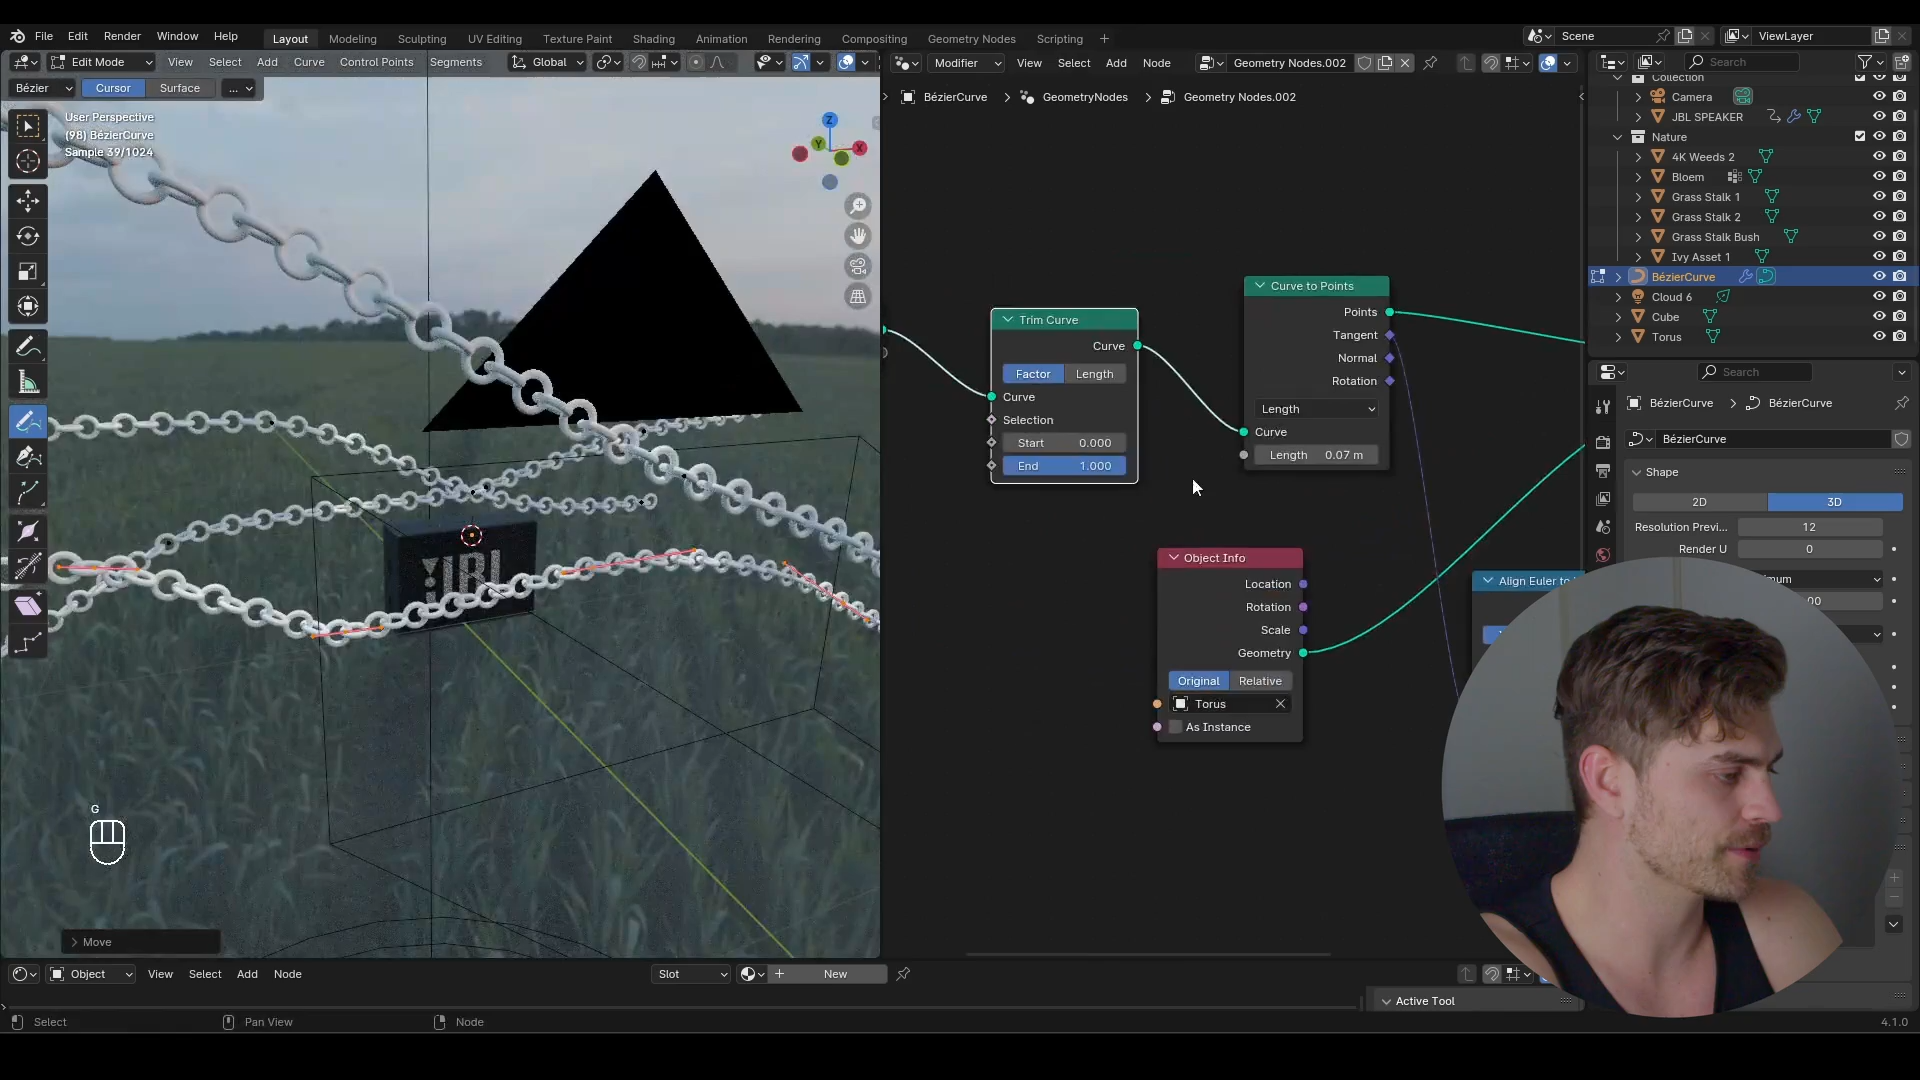 File Edit Render Window Help
Layout Modeling Sculpting UV Editing Texture Paint Shading Animation Rendering Compositing Geometry Nodes Scripting +
Scene
ViewLayer
Edit Mode View Select Add Curve Control Points Segments Global
Bézier Cursor Surface ...
User Perspective
(98) BézierCurve
Sample 39/1024
Z
Y
X
JBL
G
Move
Modifier View Select Add Node Geometry Nodes.002
BézierCurve GeometryNodes Geometry Nodes.002
Trim Curve
Curve
Factor Length
Curve
Selection
Start 0.000
End 1.000
Curve to Points
Points
Tangent
Normal
Rotation
Length
Curve
Length 0.07 m
Object Info
Location
Rotation
Scale
Geometry
Original Relative
Torus
As Instance
Align Euler to
Search
Collection
Camera
JBL SPEAKER
Nature
4K Weeds 2
Bloem
Grass Stalk 1
Grass Stalk 2
Grass Stalk Bush
Ivy Asset 1
BézierCurve
Cloud 6
Cube
Torus
Search
BézierCurve BézierCurve
BézierCurve
Shape
2D 3D
Resolution Previ... 12
Render U 0
Object View Select Add Node Slot New
Active Tool
Select Pan View Node
4.1.0